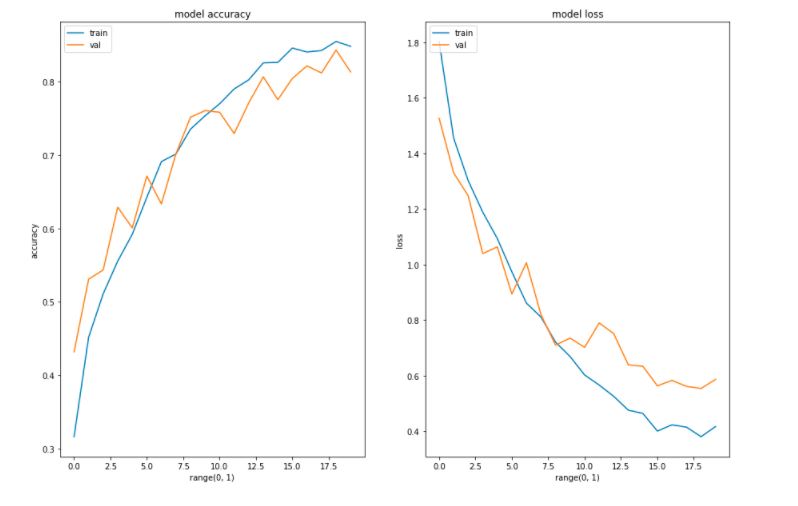 model accuracy
train
val
0.8
0.7
0.6
0.5
0.4
0.3
accuracy
0.0 2.5 5.0 7.5 10.0 12.5 15.0 17.5
range(0, 1)
model loss
train
val
1.8
1.6
1.4
1.2
1.0
0.8
0.6
0.4
loss
0.0 2.5 5.0 7.5 10.0 12.5 15.0 17.5
range(0, 1)